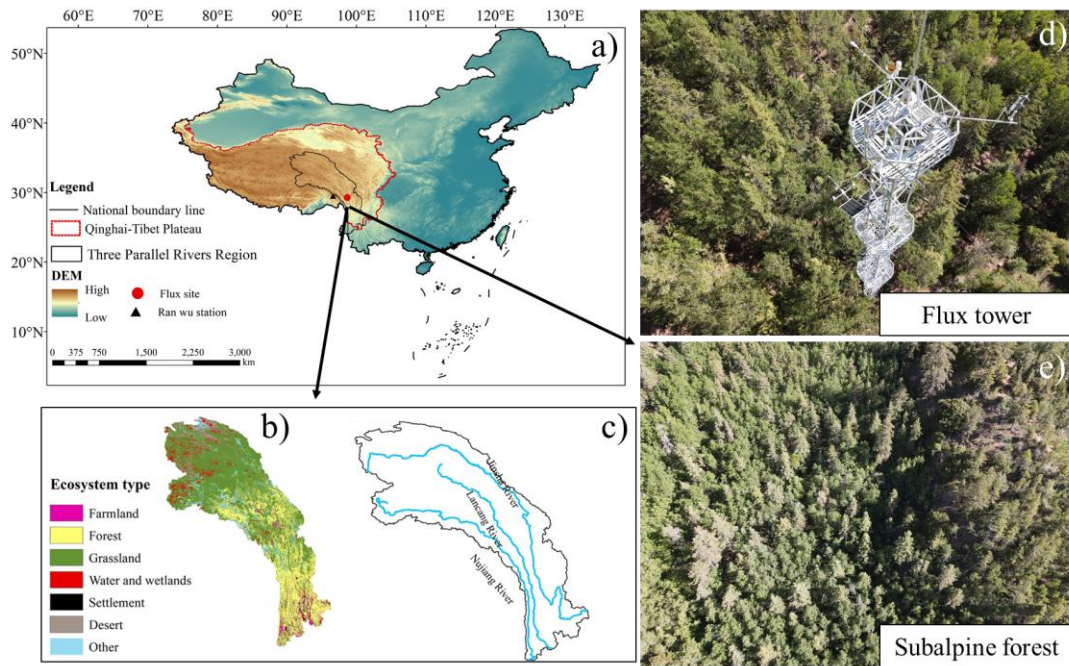 70°E 80°E 90°E 100°E 110°E 120°E 130°E
50°N
40°N
30°N
20°N
10°N
a)
Legend
National boundary line
Qinghai-Tibet Plateau
Three Parallel Rivers Region
DEM
High
Low
Flux site
Ran wu station
0 375 750 1,500 2,250 3,000
km
b)
Ecosystem type
Farmland
Forest
Grassland
Water and wetlands
Settlement
Desert
Other
c)
Jinsha River
Lancang River
Nujiang River
d)
Flux tower
e)
Subalpine forest